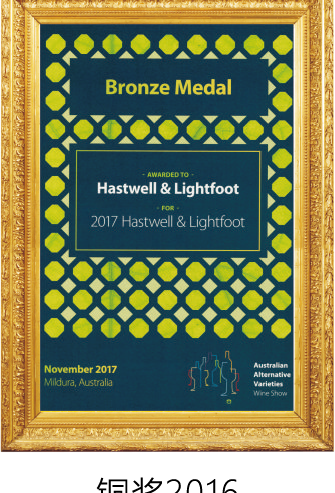 Bronze Medal
- AWARDED TO -
Hastwell & Lightfoot
- FOR -
2017 Hastwell & Lightfoot
November 2017
Mildura, Australia
Australian
Alternative
Varieties
Wine Show
铜奖2016